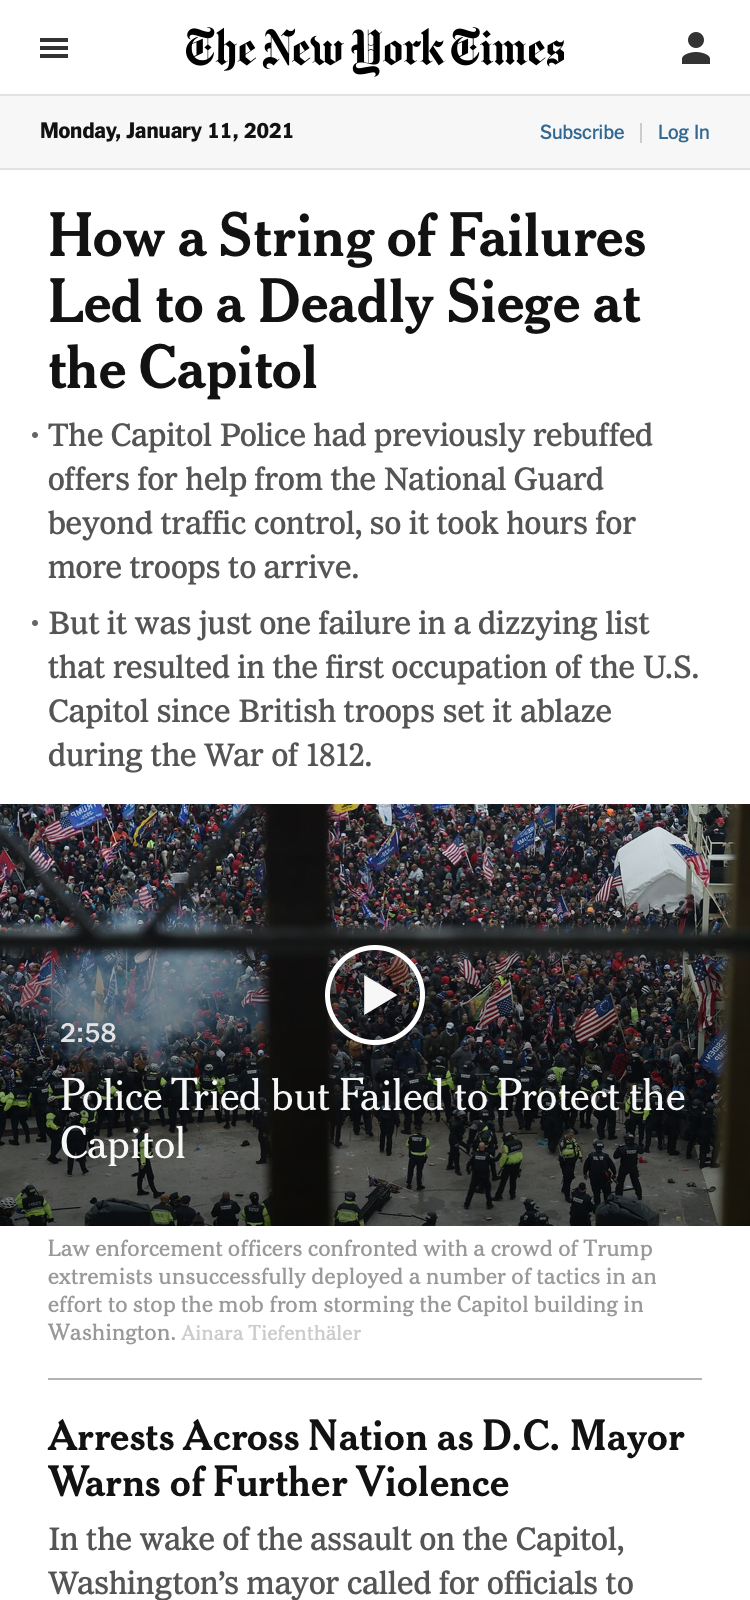 The New York Times
Monday, January 11, 2021
Subscribe | Log In
How a String of Failures
Led to a Deadly Siege at
the Capitol
• The Capitol Police had previously rebuffed
offers for help from the National Guard
beyond traffic control, so it took hours for
more troops to arrive.
• But it was just one failure in a dizzying list
that resulted in the first occupation of the U.S.
Capitol since British troops set it ablaze
during the War of 1812.
2:58
Police Tried but Failed to Protect the
Capitol
Law enforcement officers confronted with a crowd of Trump
extremists unsuccessfully deployed a number of tactics in an
effort to stop the mob from storming the Capitol building in
Washington. Ainara Tiefenthäler
Arrests Across Nation as D.C. Mayor
Warns of Further Violence
In the wake of the assault on the Capitol,
Washington’s mayor called for officials to